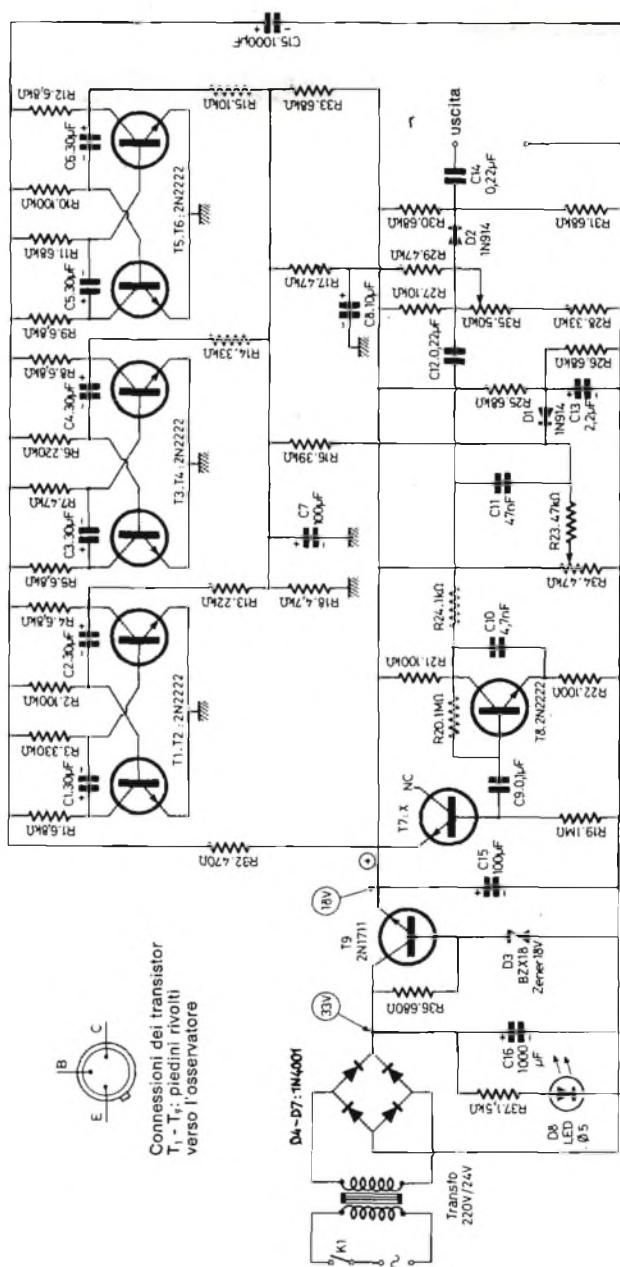 R1.6,8kΩ
C1.30µF
R3.330kΩ
R2.100kΩ
C2.30µF
R4.6,8kΩ
T1.T2:2N2222
R5.6,8kΩ
C3.30µF
R7.47kΩ
R6.220kΩ
C4.30µF
R8.6,8kΩ
T3.T4:2N2222
R9.6,8kΩ
C5.30µF
R11.68kΩ
R10.100kΩ
C6.30µF
R12.6,8kΩ
T5.T6:2N2222
C15.1000µF
R32.470Ω
R13.22kΩ
R18.4,7kΩ
C7
100µF
R14.33kΩ
R16.39kΩ
R17.47kΩ
C8.10µF
R15.10kΩ
R33.68kΩ
Connessioni dei transistor
T1 - T9: piedini rivolti
verso l'osservatore
E
B
C
D4~D7:1N4001
Transfo
220V/24V
K1
33V
R36.680Ω
T9
2N1711
18V
+
R37.1,5kΩ
D8
LED
Ø5
C16
1000
µF
D3
BZX18
Zener18V
C15
100µF
T7:X
NC
R19.1MΩ
C9.0,1µF
R20.1MΩ
R21.100kΩ
C10
4,7nF
T8.2N2222
R22.100Ω
R24.1kΩ
R34.47kΩ
R23.47kΩ
C11
47nF
R25.68kΩ
D1
1N914
C13
2,2µF
R26.68kΩ
C12.0,22µF
R27.10kΩ
R29.47kΩ
R35.50kΩ
R28.33kΩ
D2
1N914
R30.68kΩ
R31.68kΩ
C14
0,22µF
uscita
r